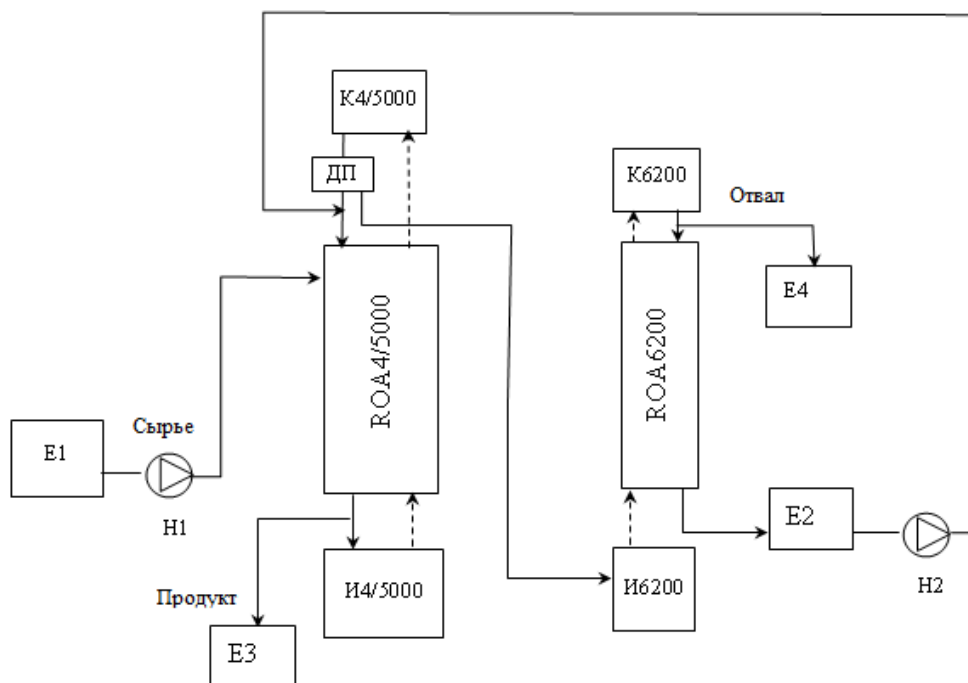 К4/5000
ДП
К6200
Отвал
Е4
ROA4/5000
ROA6200
Сырье
Е1
Н1
Е2
Н2
И4/5000
И6200
Продукт
Е3